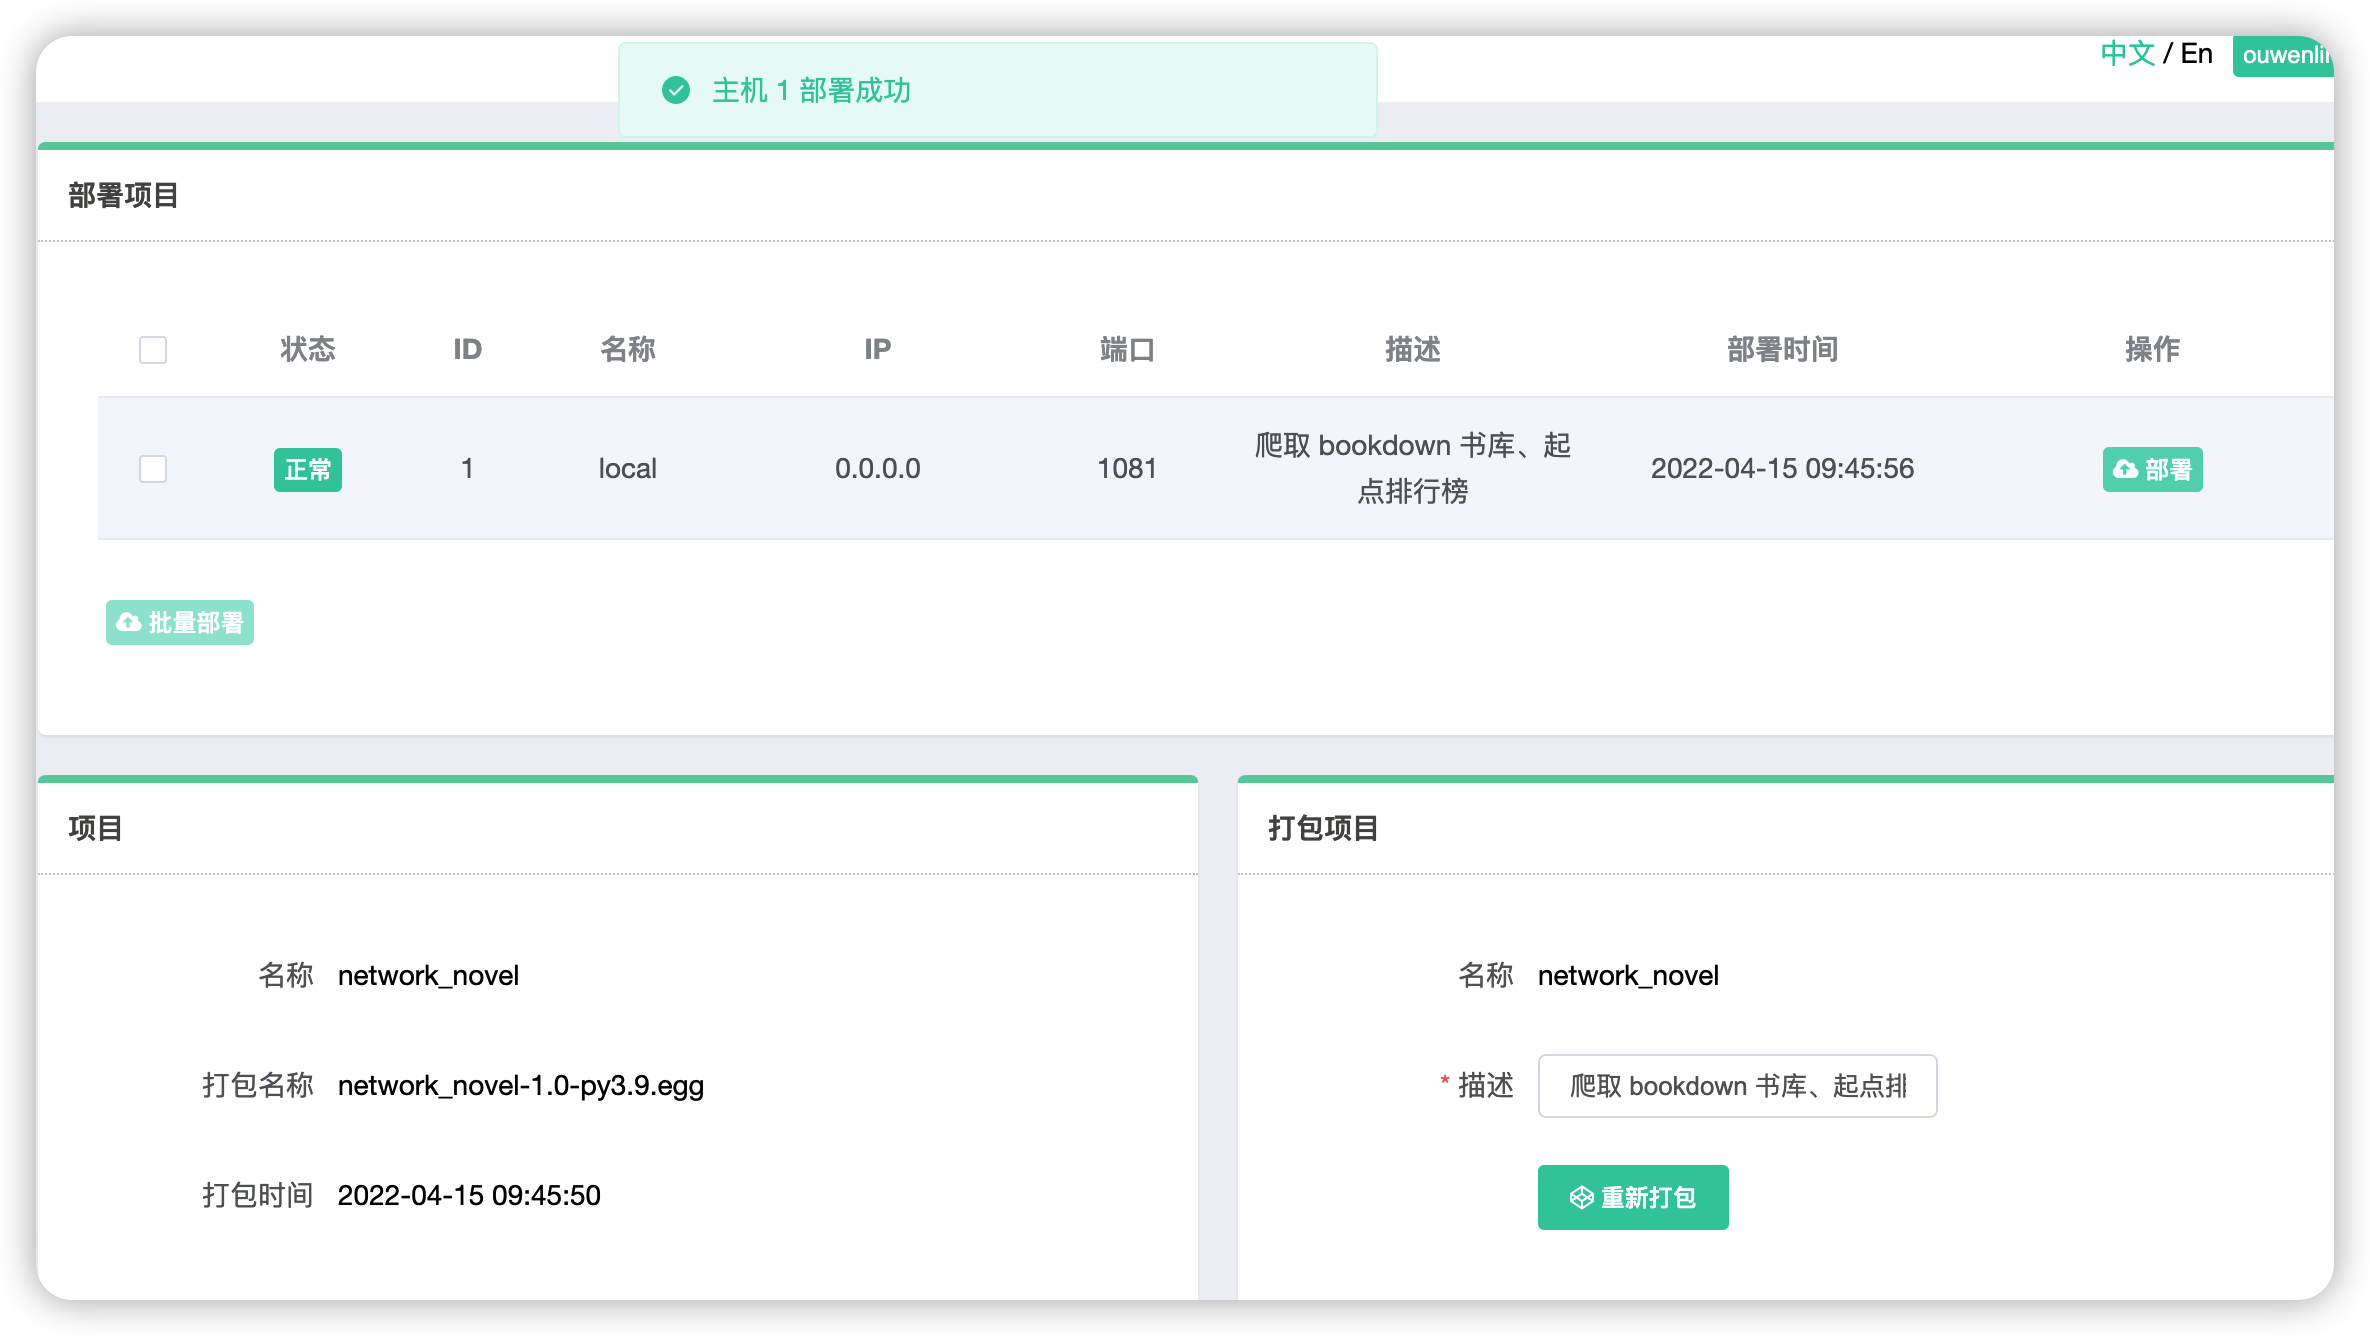 中文 / En
ouwenlin
主机 1 部署成功
部署项目
状态 ID 名称 IP 端口 描述 部署时间 操作
正常 1 local 0.0.0.0 1081 爬取 bookdown 书库、起 2022-04-15 09:45:56 部署
点排行榜
批量部署
项目
名称 network_novel
打包名称 network_novel-1.0-py3.9.egg
打包时间 2022-04-15 09:45:50
打包项目
名称 network_novel
* 描述 爬取 bookdown 书库、起点排
重新打包